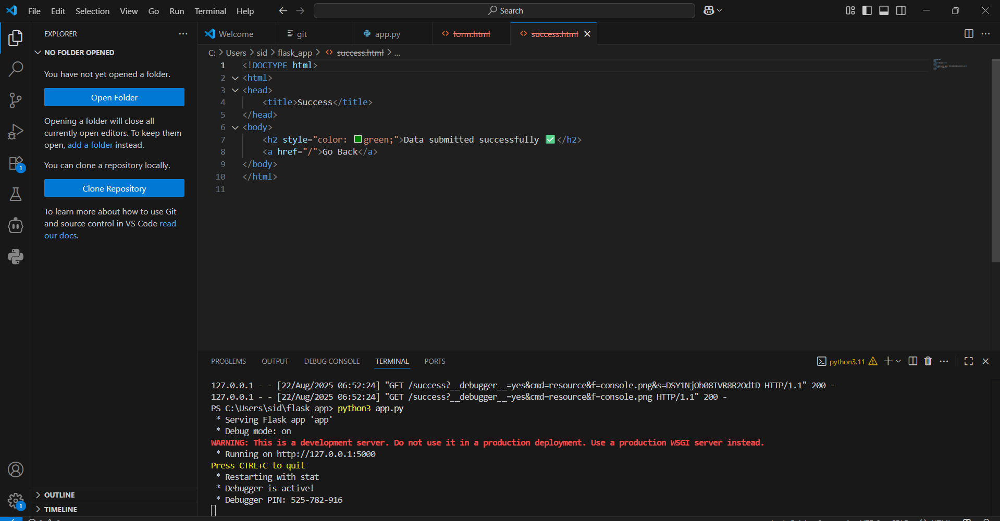 File Edit Selection View Go Run Terminal Help
Search
EXPLORER
Welcome
git
app.py
form.html
success.html
NO FOLDER OPENED
You have not yet opened a folder.
Open Folder
Opening a folder will close all
currently open editors. To keep them
open, add a folder instead.
You can clone a repository locally.
Clone Repository
To learn more about how to use Git
and source control in VS Code read
our docs.
OUTLINE
TIMELINE
1
1
C: > Users > sid > flask_app > success.html > ...
1 <!DOCTYPE html>
2 <html>
3 <head>
4     <title>Success</title>
5 </head>
6 <body>
7     <h2 style="color: green;">Data submitted successfully ✅</h2>
8     <a href="/">Go Back</a>
9 </body>
10 </html>
11
PROBLEMS OUTPUT DEBUG CONSOLE TERMINAL PORTS
python3.11
127.0.0.1 - - [22/Aug/2025 06:52:24] "GET /success?__debugger__=yes&cmd=resource&f=console.png&s=DSY1NjOb08TVR8R2OdtD HTTP/1.1" 200 -
127.0.0.1 - - [22/Aug/2025 06:52:24] "GET /success?__debugger__=yes&cmd=resource&f=console.png HTTP/1.1" 200 -
PS C:\Users\sid\flask_app> python3 app.py
 * Serving Flask app 'app'
 * Debug mode: on
WARNING: This is a development server. Do not use it in a production deployment. Use a production WSGI server instead.
 * Running on http://127.0.0.1:5000
Press CTRL+C to quit
 * Restarting with stat
 * Debugger is active!
 * Debugger PIN: 525-782-916